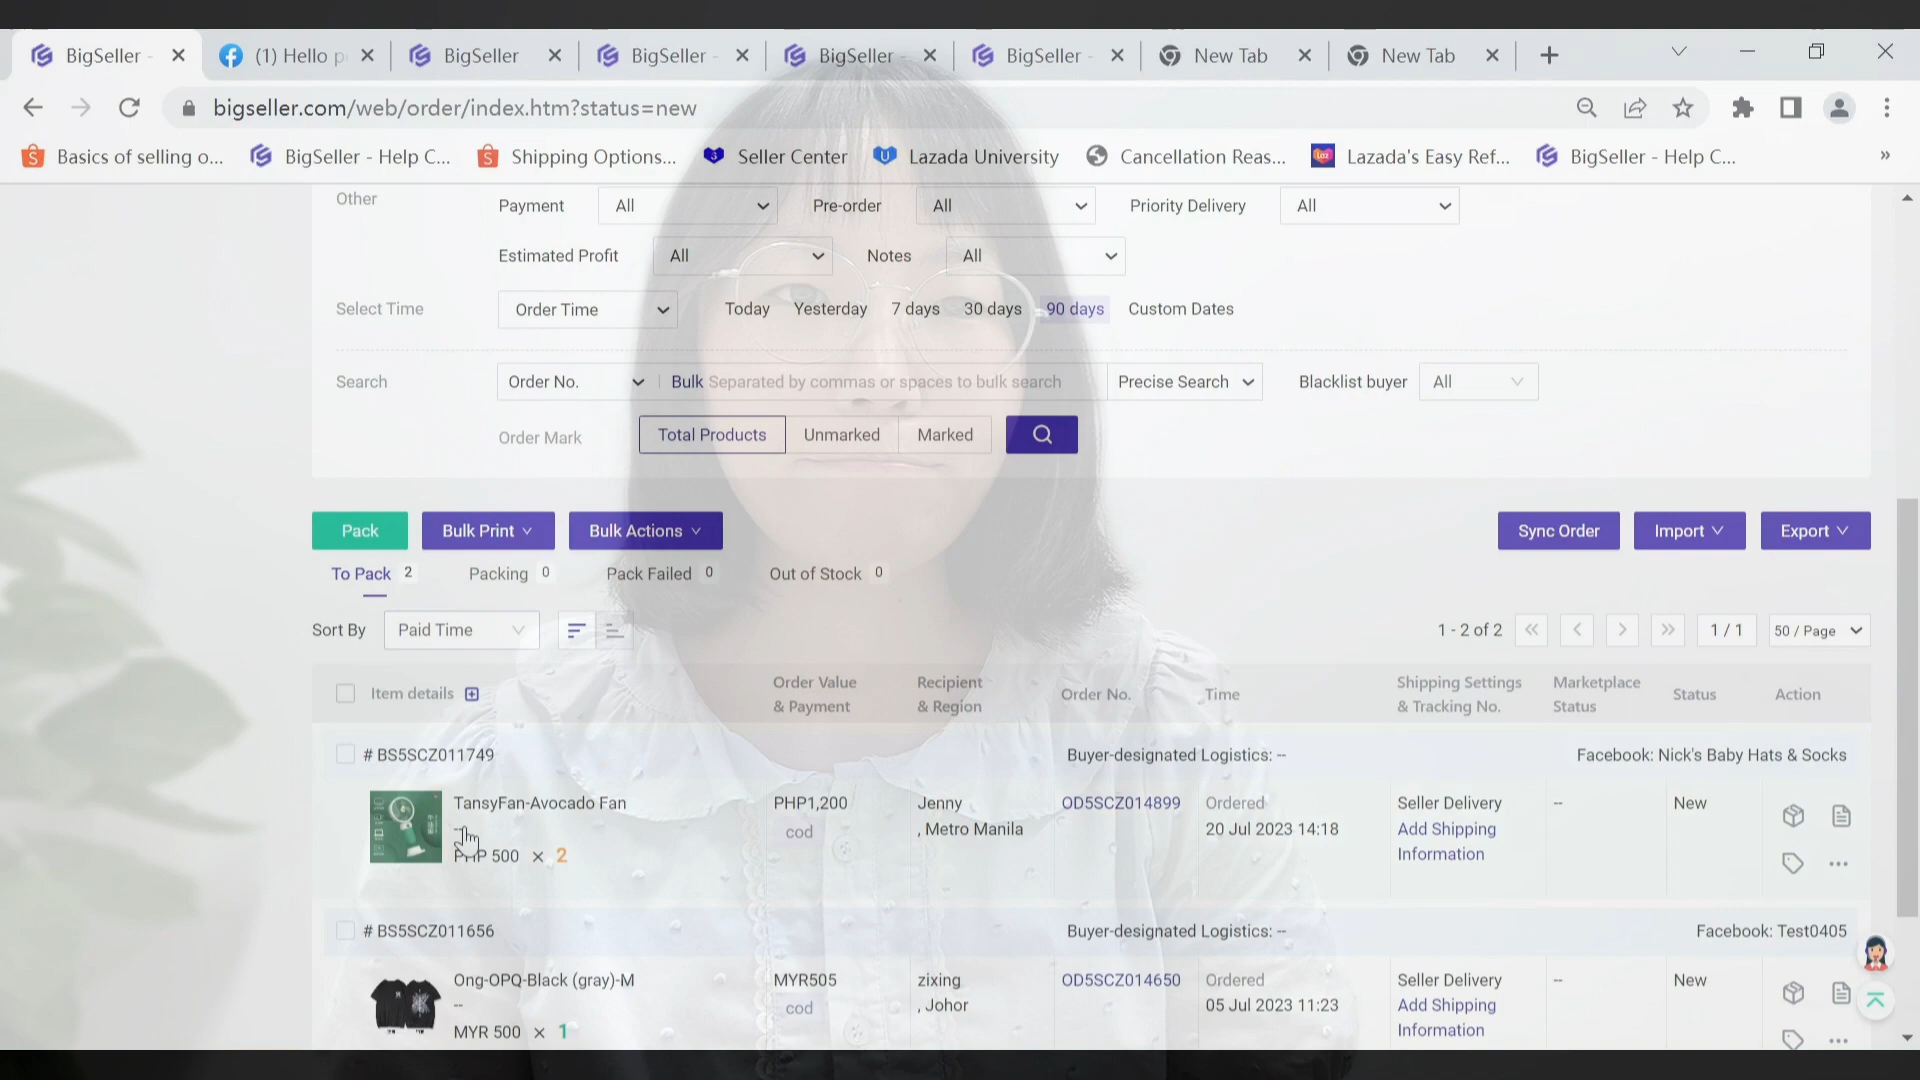 BigSeller -
(1) Hello p
BigSeller
BigSeller -
BigSeller -
BigSeller -
New Tab
New Tab
bigseller.com/web/order/index.htm?status=new
Basics of selling o...
BigSeller - Help C...
Shipping Options...
Seller Center
Lazada University
Cancellation Reas...
Lazada's Easy Ref...
BigSeller - Help C...
Other
Payment All
Pre-order All
Priority Delivery All
Estimated Profit All
Notes All
Select Time
Order Time
Today Yesterday 7 days 30 days 90 days Custom Dates
Search
Order No.
Bulk Separated by commas or spaces to bulk search
Precise Search
Blacklist buyer All
Order Mark
Total Products Unmarked Marked
Pack
Bulk Print
Bulk Actions
Sync Order
Import
Export
To Pack 2
Packing 0
Pack Failed 0
Out of Stock 0
Sort By Paid Time
1 - 2 of 2
1 / 1
50 / Page
Item details
Order Value
& Payment
Recipient
& Region
Order No.
Time
Shipping Settings
& Tracking No.
Marketplace
Status
Status
Action
# BS5SCZ011749
Buyer-designated Logistics: --
Facebook: Nick's Baby Hats & Socks
TansyFan-Avocado Fan
--
PHP 500 × 2
PHP1,200
cod
Jenny
, Metro Manila
OD5SCZ014899
Ordered
20 Jul 2023 14:18
Seller Delivery
Add Shipping
Information
--
New
# BS5SCZ011656
Buyer-designated Logistics: --
Facebook: Test0405
Ong-OPQ-Black (gray)-M
--
MYR 500 × 1
MYR505
cod
zixing
, Johor
OD5SCZ014650
Ordered
05 Jul 2023 11:23
Seller Delivery
Add Shipping
Information
--
New